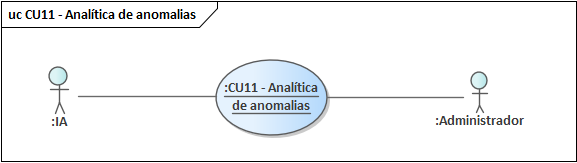 uc CU11 - Analítica de anomalias
:CU11 - Analítica
de anomalias
:IA
:Administrador